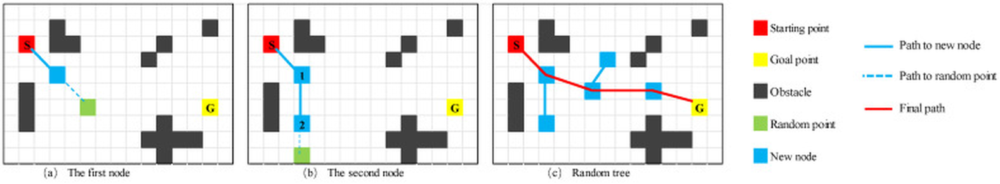 S
G
(a) The first node
S
1
2
G
(b) The second node
S
G
(c) Random tree
Starting point
Goal point
Obstacle
Random point
New node
Path to new node
Path to random point
Final path